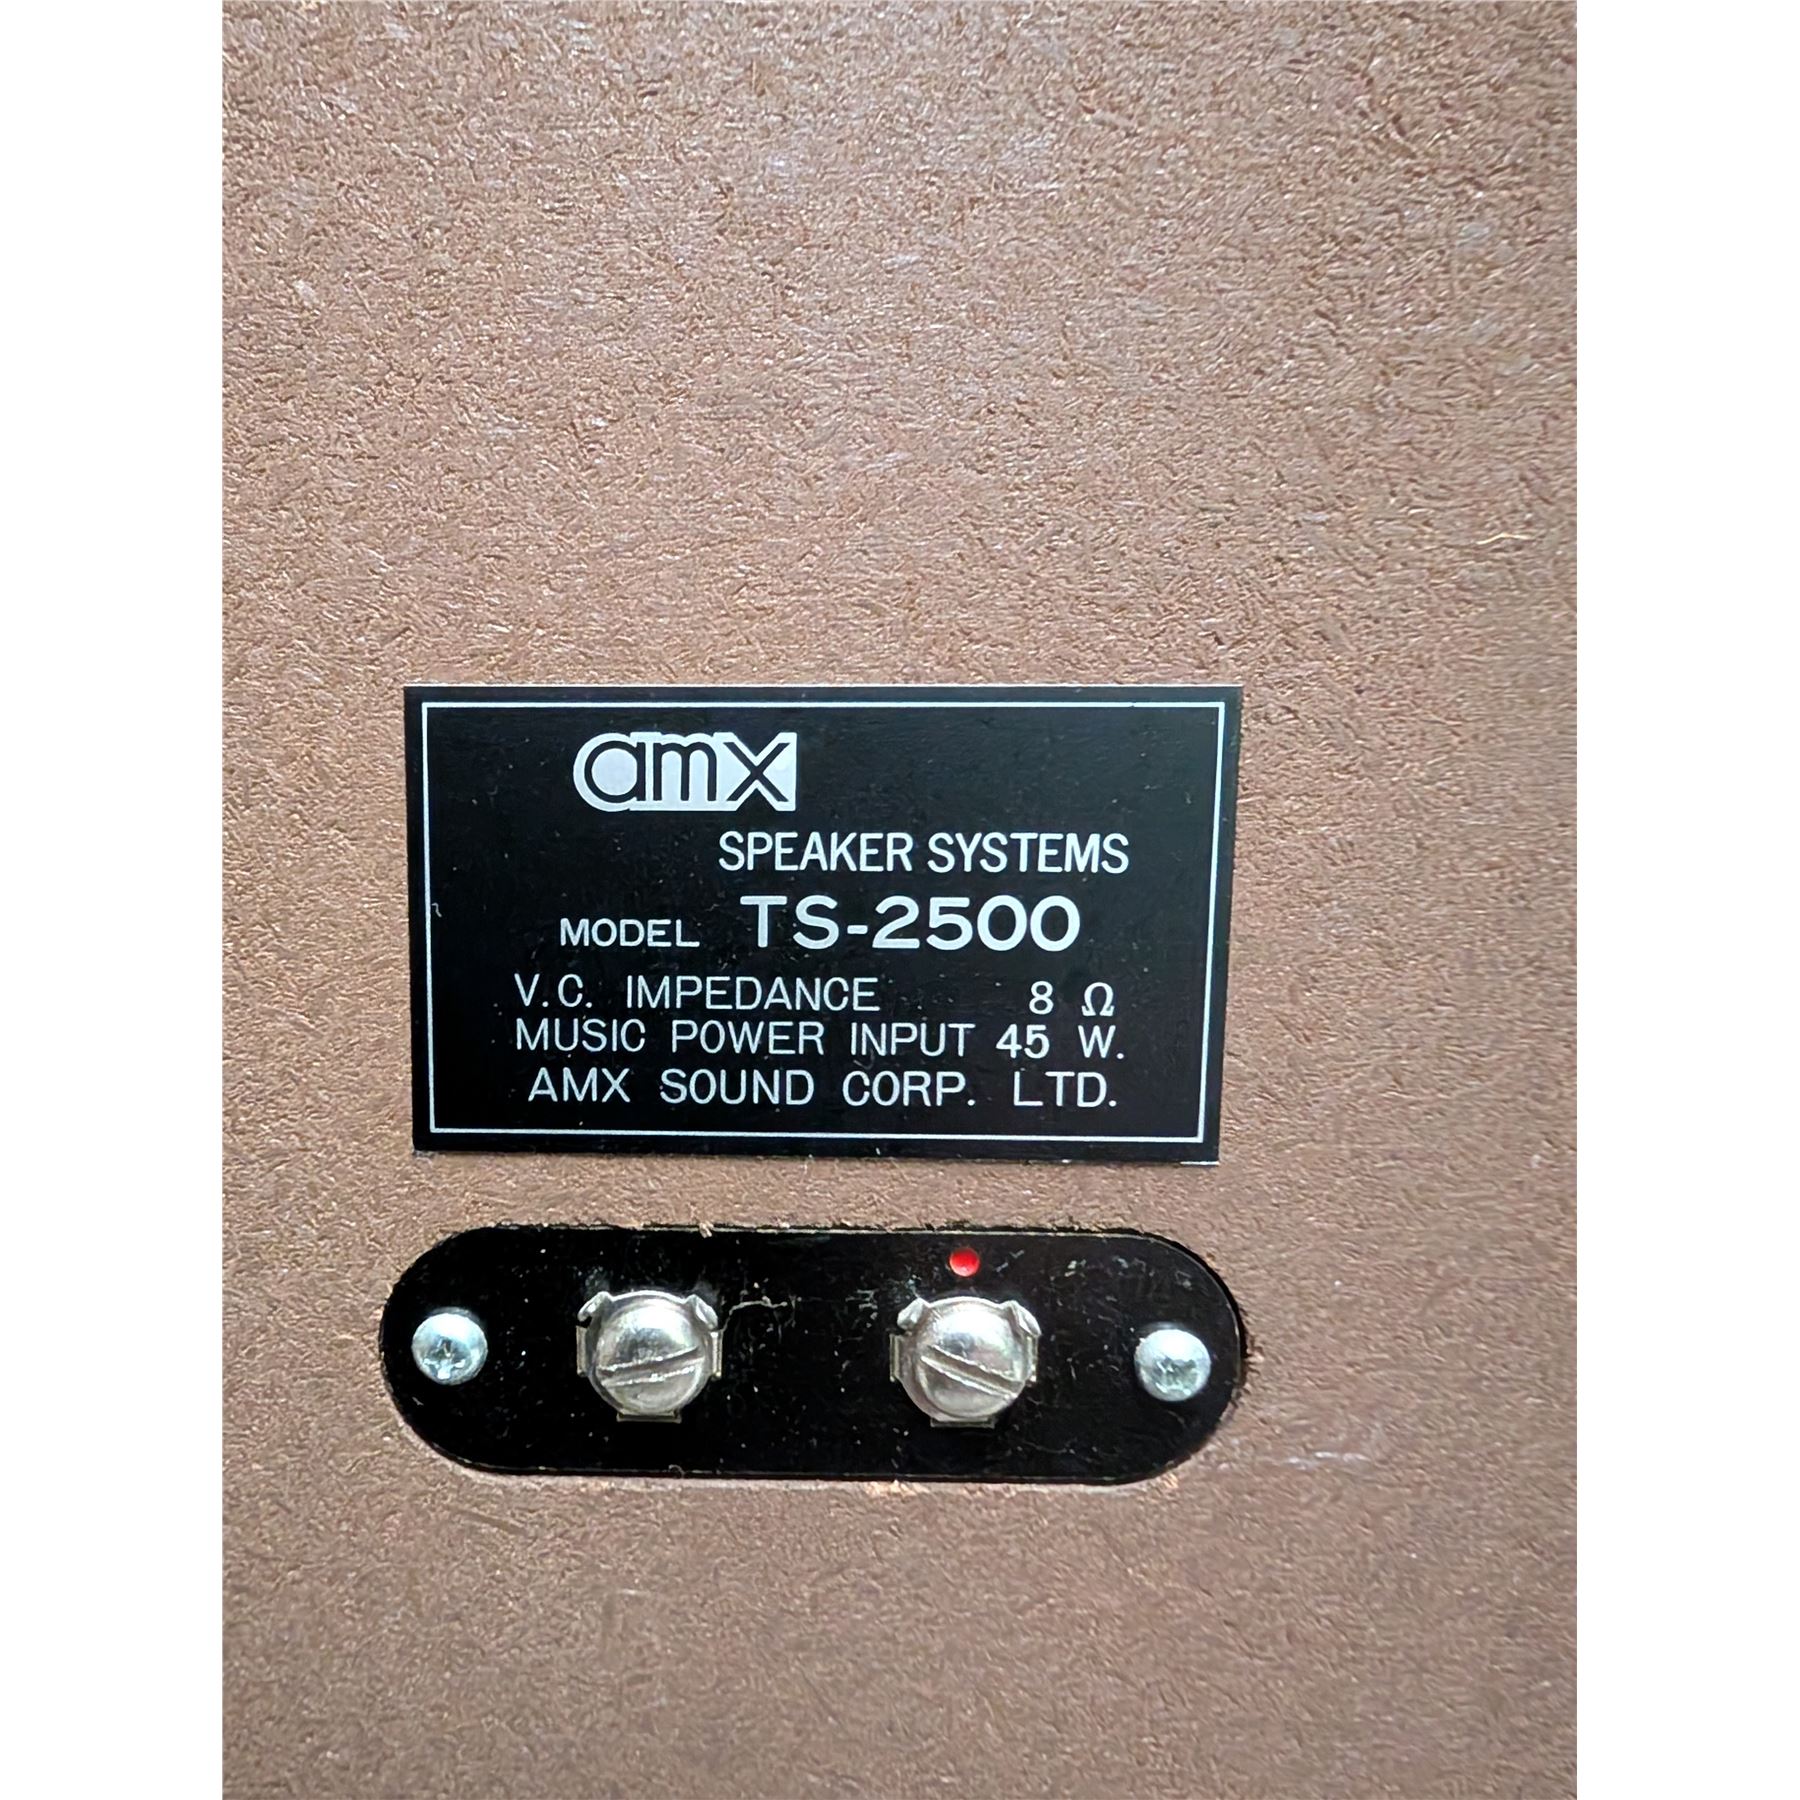 amx
SPEAKER SYSTEMS
MODEL TS-2500
V.C. IMPEDANCE 8 Ω
MUSIC POWER INPUT 45 W.
AMX SOUND CORP. LTD.